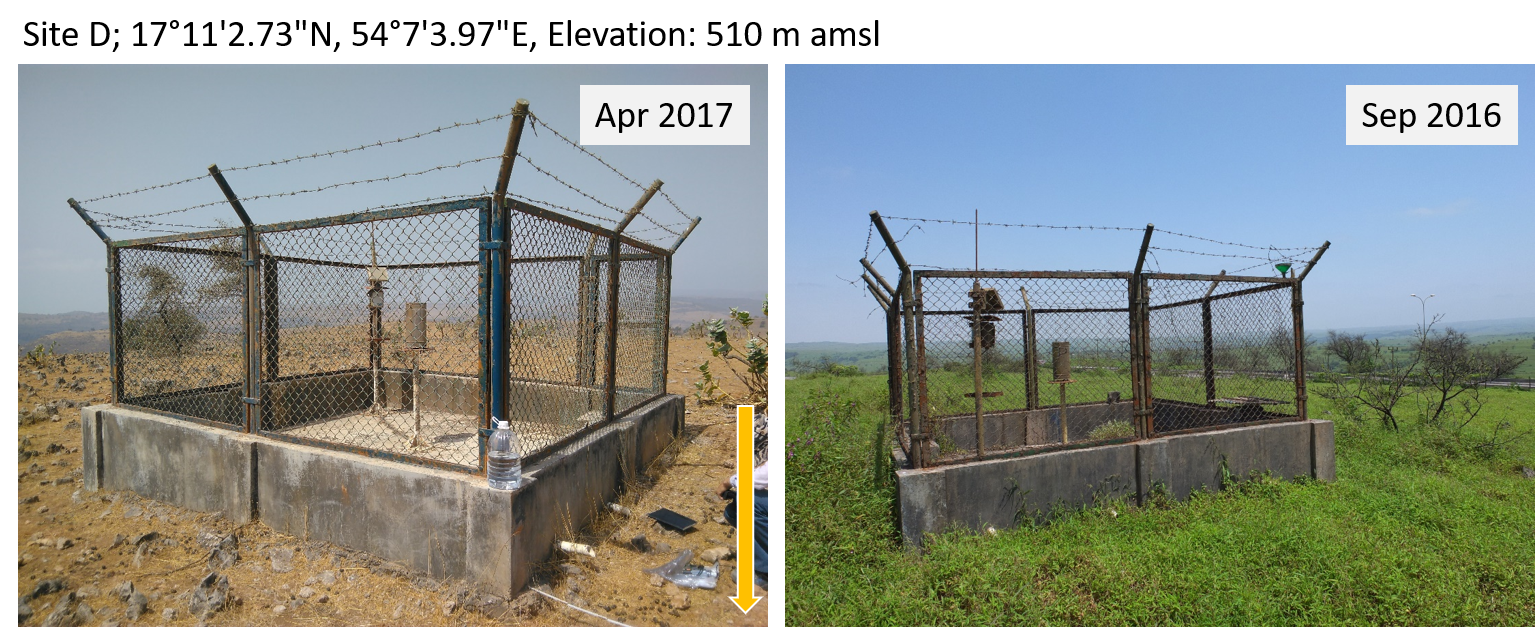 Site D; 17°11'2.73"N, 54°7'3.97"E, Elevation: 510 m amsl
Apr 2017
Sep 2016